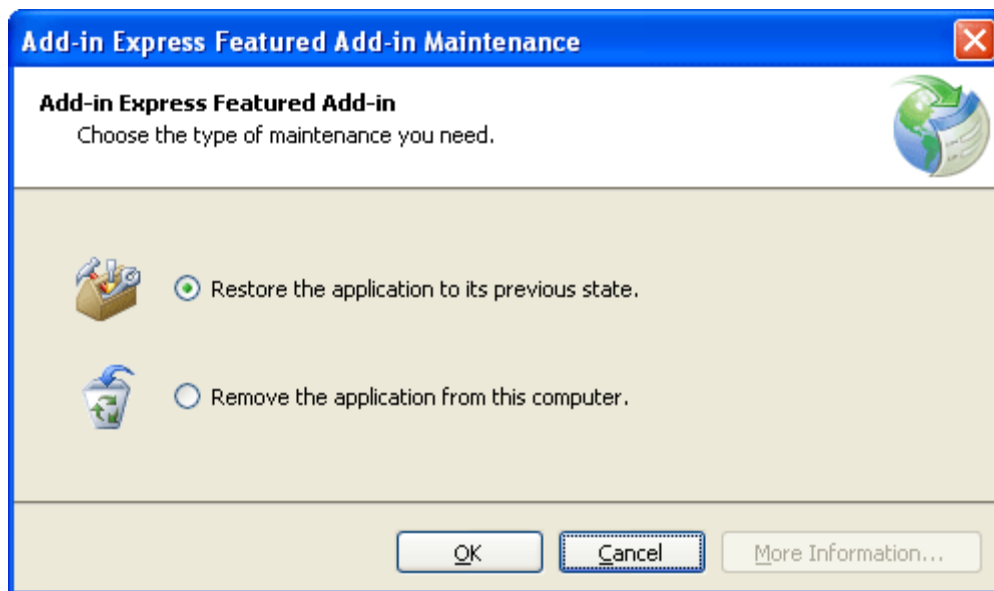 Add-in Express Featured Add-in Maintenance
Add-in Express Featured Add-in
Choose the type of maintenance you need.
Restore the application to its previous state.
Remove the application from this computer.
OK
Cancel
More Information...